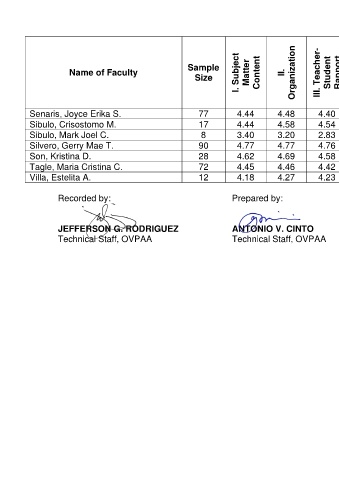 Name of Faculty
Sample
Size
I. Subject
Matter
Content
II.
Organization
III. Teacher-
Student
Rapport
Senaris, Joyce Erika S. 77 4.44 4.48 4.40
Sibulo, Crisostomo M. 17 4.44 4.58 4.54
Sibulo, Mark Joel C. 8 3.40 3.20 2.83
Silvero, Gerry Mae T. 90 4.77 4.77 4.76
Son, Kristina D. 28 4.62 4.69 4.58
Tagle, Maria Cristina C. 72 4.45 4.46 4.42
Villa, Estelita A. 12 4.18 4.27 4.23
Recorded by: Prepared by:
JEFFERSON G. RODRIGUEZ ANTONIO V. CINTO
Technical Staff, OVPAA Technical Staff, OVPAA